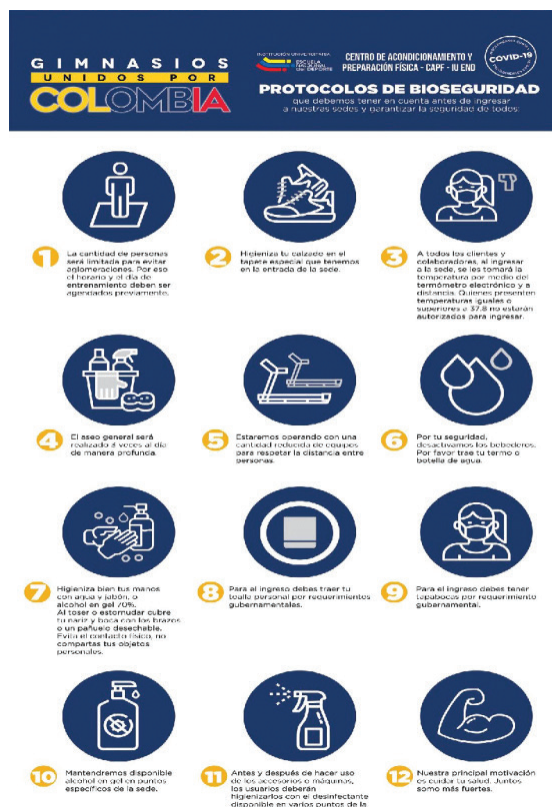 GIMNASIOS
UNIDOS POR
COLOMBIA
INSTITUCIÓN UNIVERSITARIA
ESCUELA
NACIONAL
del DEPORTE
CENTRO DE ACONDICIONAMIENTO Y
PREPARACIÓN FÍSICA - CAPF - IU END
COVID-19
PROTOCOLOS DE BIOSEGURIDAD
que debemos tener en cuenta antes de ingresar
a nuestras sedes y garantizar la seguridad de todos:
1
La cantidad de personas
será limitada para evitar
aglomeraciones. Por eso
el horario y el día de
entrenamiento deben ser
agendados previamente.
2
Higieniza tu calzado en el
tapete especial que tenemos
en la entrada de la sede.
3
A todos los clientes y
colaboradores, al ingresar
a la sede, se les tomará la
temperatura por medio del
termómetro electrónico y a
distancia. Quienes presenten
temperaturas iguales o
superiores a 37.8 no estarán
autorizados para ingresar.
4
El aseo general será
realizado 3 veces al día
de manera profunda.
5
Estaremos operando con una
cantidad reducida de equipos
para respetar la distancia entre
personas.
6
Por tu seguridad,
desactivamos los bebederos.
Por favor trae tu termo o
botella de agua.
7
Higieniza bien tus manos
con agua y jabón, o
alcohol en gel 70%.
Al toser o estornudar cubre
tu nariz y boca con los brazos
o un pañuelo desechable.
Evita el contacto físico, no
compartas tus objetos
personales.
8
Para el ingreso debes traer tu
toalla personal por requerimientos
gubernamentales.
9
Para el ingreso debes tener
tapabocas por requerimiento
gubernamental.
10
Mantendremos disponible
alcohol en gel en puntos
específicos de la sede.
11
Antes y después de hacer uso
de los accesorios o máquinas,
los usuarios deberán
higienizarlos con el desinfectante
disponible en varios puntos de la
12
Nuestra principal motivación
es cuidar tu salud. Juntos
somo más fuertes.